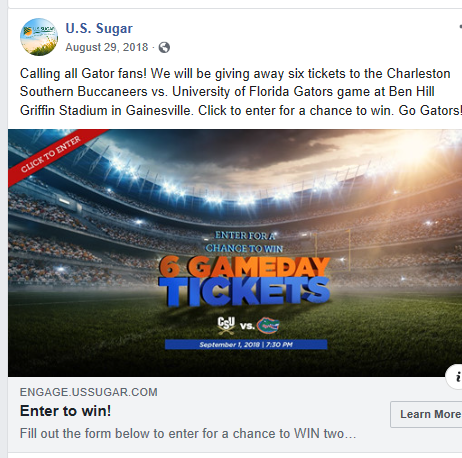 U.S. SUGAR
U.S. Sugar
August 29, 2018 ·
Calling all Gator fans! We will be giving away six tickets to the Charleston
Southern Buccaneers vs. University of Florida Gators game at Ben Hill
Griffin Stadium in Gainesville. Click to enter for a chance to win. Go Gators!
CLICK TO ENTER
ENTER FOR A
CHANCE TO WIN
6 GAMEDAY
TICKETS
CSU vs.
September 1, 2018 | 7:30 PM
i
ENGAGE.USSUGAR.COM
Enter to win!
Learn More
Fill out the form below to enter for a chance to WIN two...